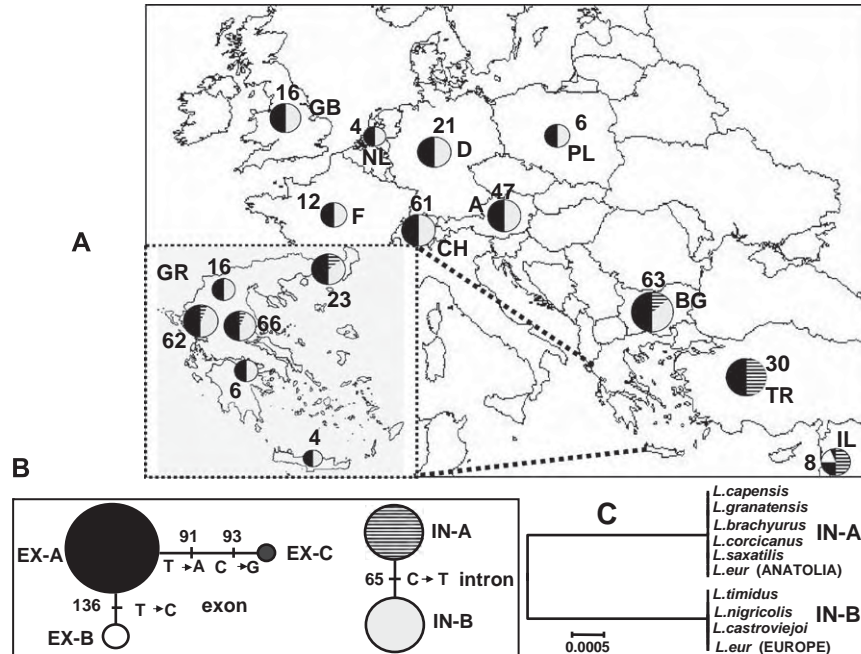 A
16 GB
4 NL
21 D
6 PL
12 F
61 CH
A 47
63 BG
30 TR
IL 8
GR
16
23
62
66
6
4
B
EX-A
91 93
T→A C→G
EX-C
136 T→C exon
EX-B
IN-A
65 C→T intron
IN-B
C
L.capensis
L.granatensis
L.brachyurus
L.corcicanus
L.saxatilis
L.eur (ANATOLIA)
IN-A
L.timidus
L.nigricolis
L.castroviejoi
L.eur (EUROPE)
IN-B
0.0005